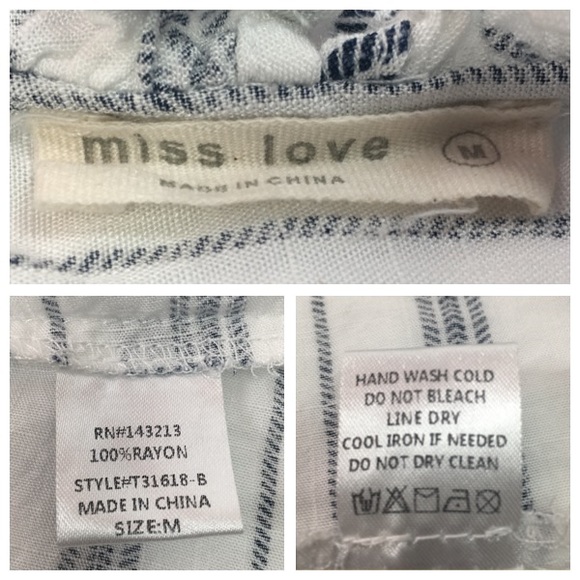 miss love M
MADE IN CHINA
RN#143213
100%RAYON
STYLE#T31618-B
MADE IN CHINA
SIZE:M
HAND WASH COLD
DO NOT BLEACH
LINE DRY
COOL IRON IF NEEDED
DO NOT DRY CLEAN